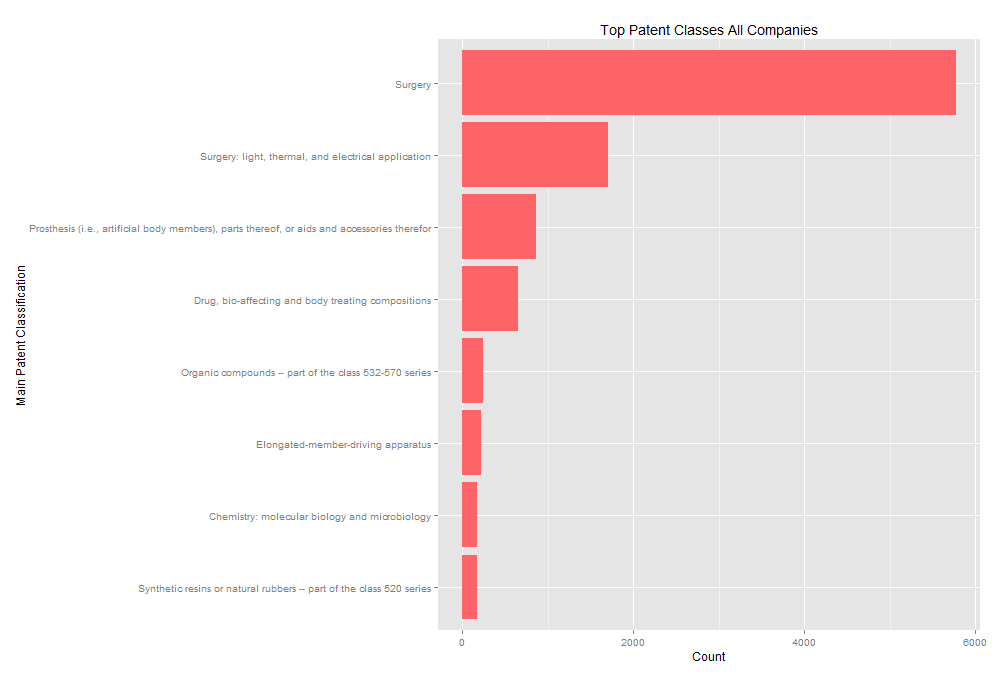 Top Patent Classes All Companies
Surgery
Surgery: light, thermal, and electrical application
Prosthesis (i.e., artificial body members), parts thereof, or aids and accessories therefor
Drug, bio-affecting and body treating compositions
Organic compounds -- part of the class 532-570 series
Elongated-member-driving apparatus
Chemistry: molecular biology and microbiology
Synthetic resins or natural rubbers -- part of the class 520 series
Main Patent Classification
0 2000 4000 6000
Count